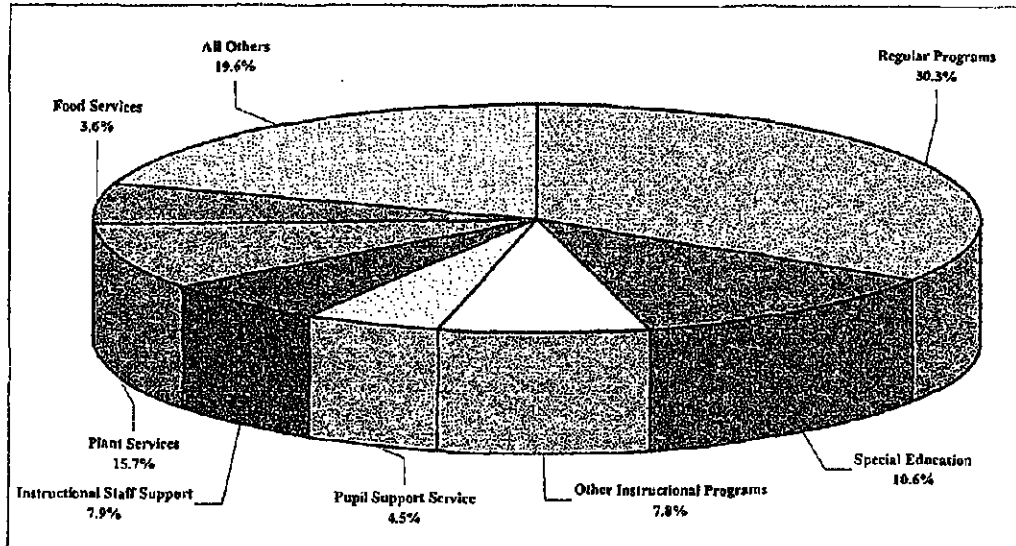 All Others
19.6%
Regular Programs
30.3%
Food Services
3.6%
Plant Services
15.7%
Instructional Staff Support
7.9%
Pupil Support Service
4.5%
Other Instructional Programs
7.8%
Special Education
10.6%